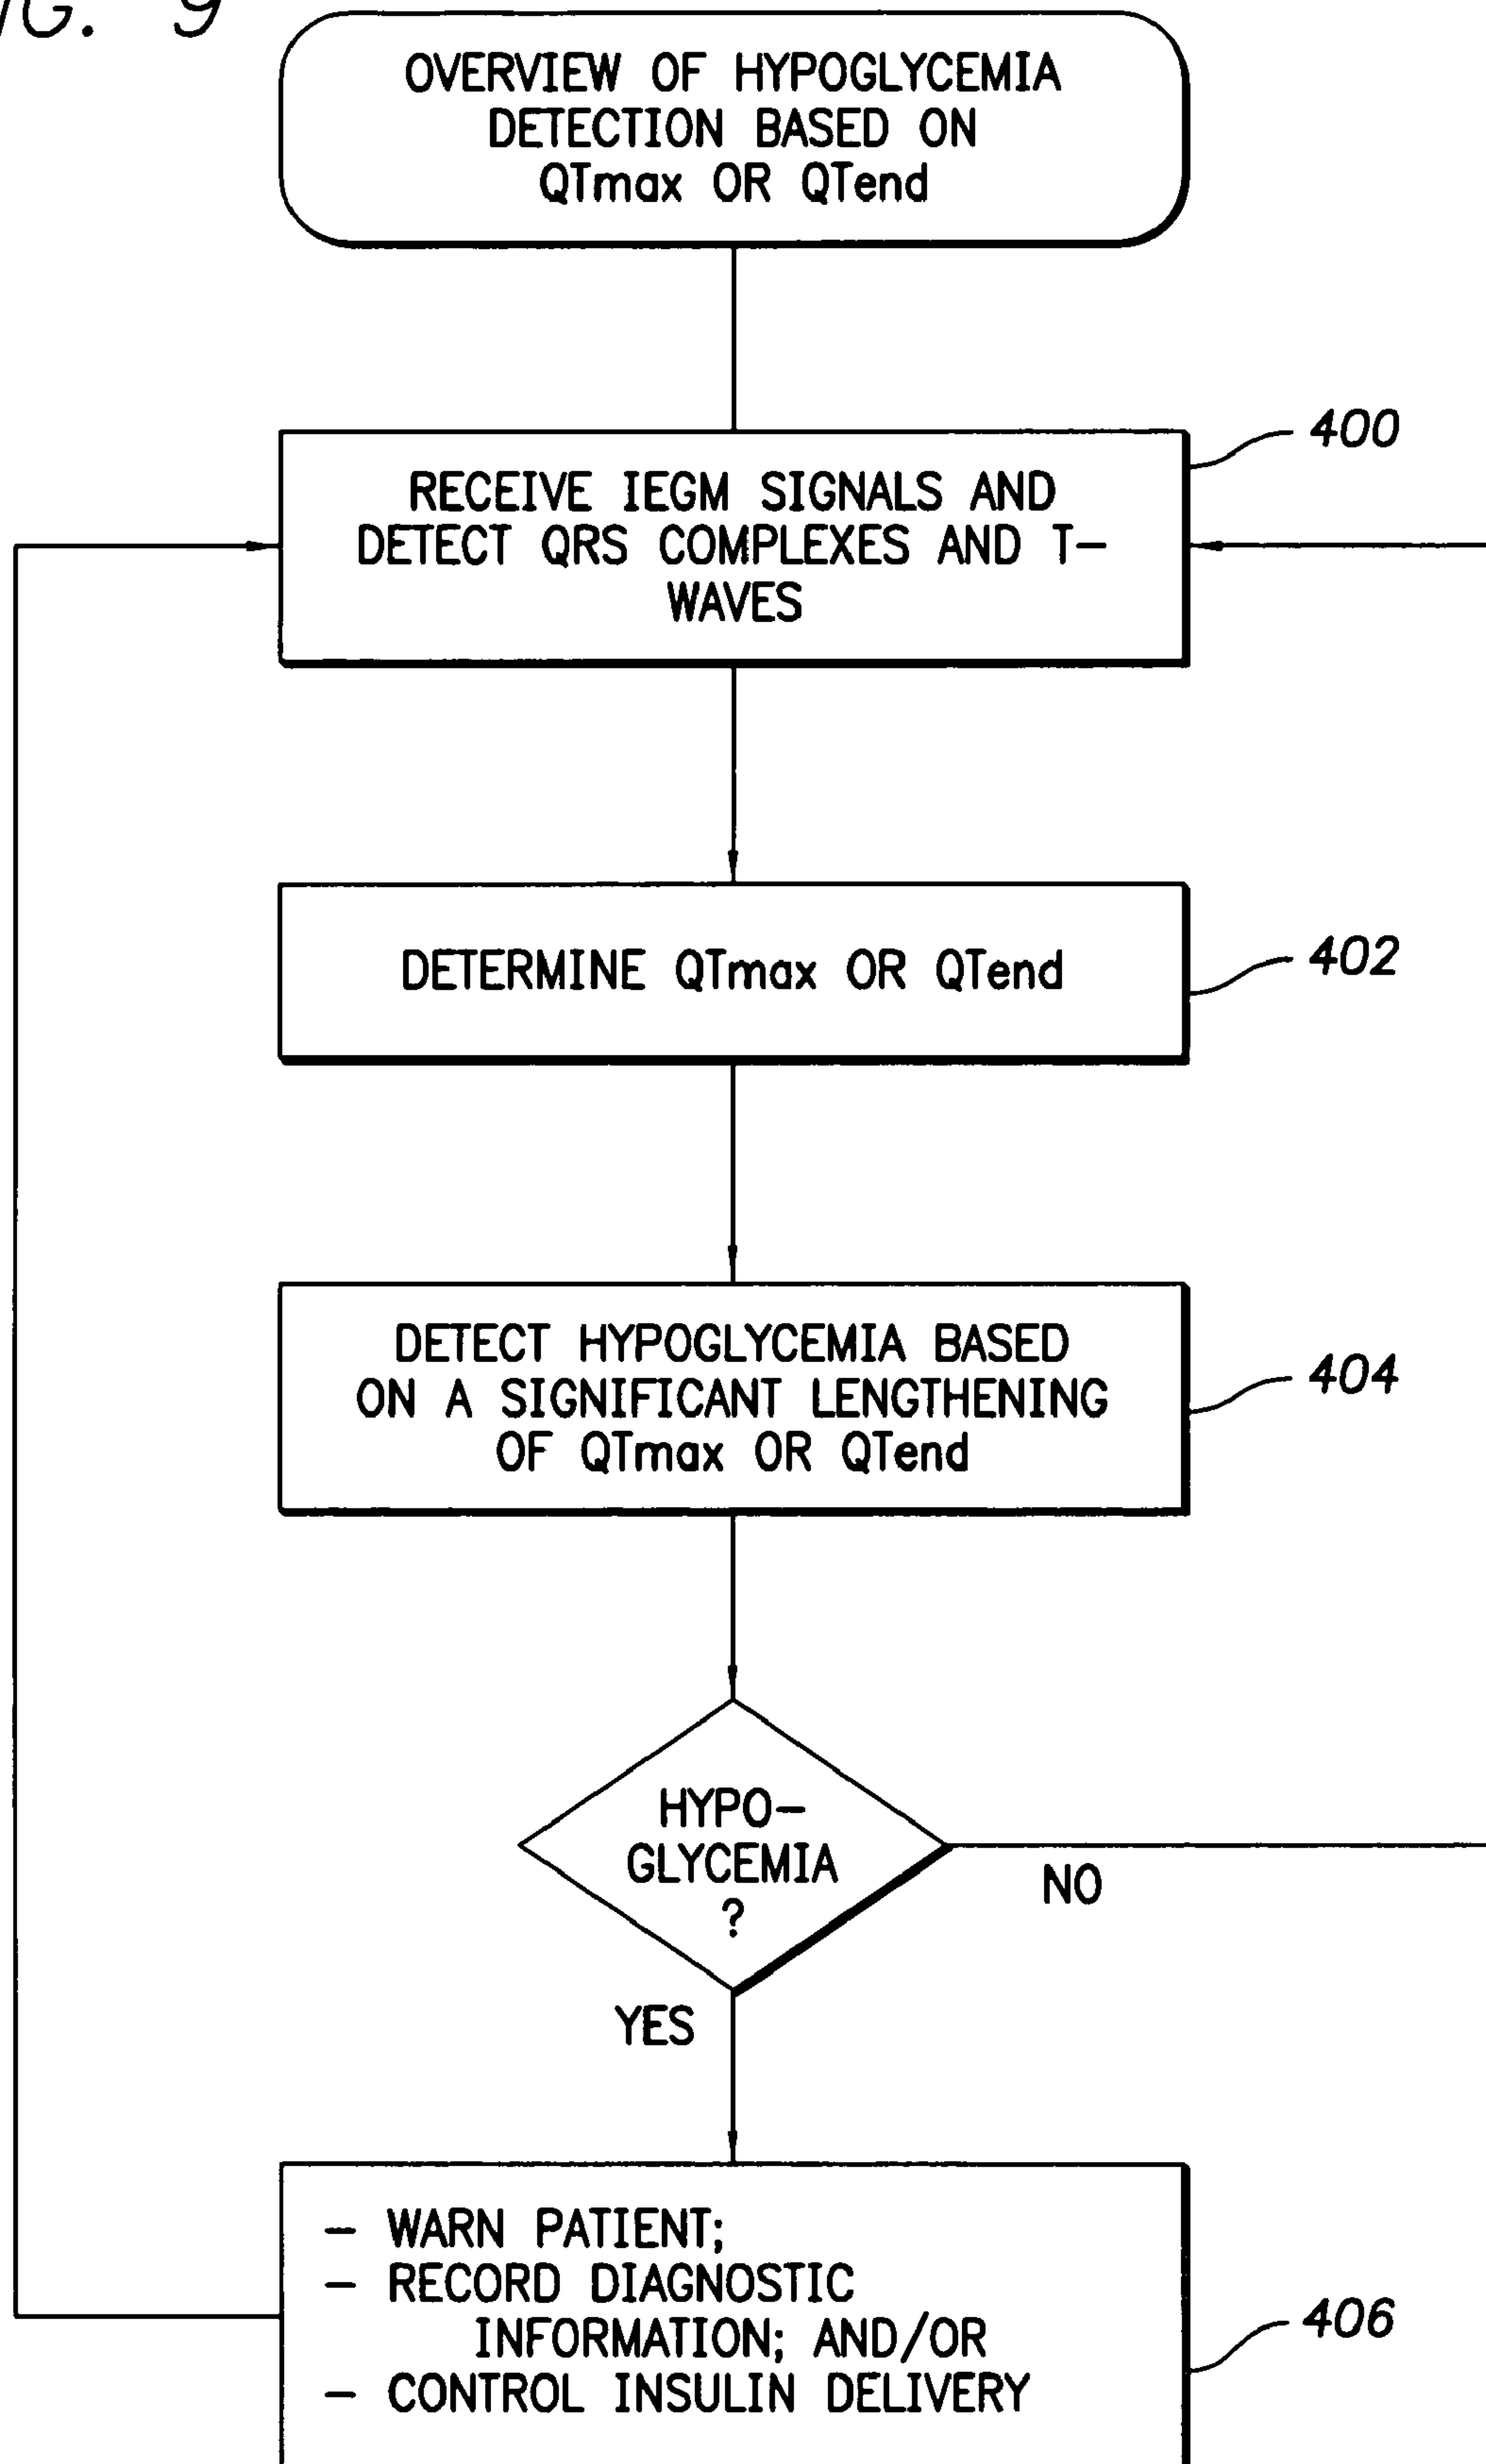 FIG. 9
OVERVIEW OF HYPOGLYCEMIA
DETECTION BASED ON
QTmax OR QTend
400
RECEIVE IEGM SIGNALS AND
DETECT QRS COMPLEXES AND T-
WAVES
402
DETERMINE QTmax OR QTend
404
DETECT HYPOGLYCEMIA BASED
ON A SIGNIFICANT LENGTHENING
OF QTmax OR QTend
HYPO-
GLYCEMIA
?
NO
YES
- WARN PATIENT;
- RECORD DIAGNOSTIC
INFORMATION; AND/OR
- CONTROL INSULIN DELIVERY
406